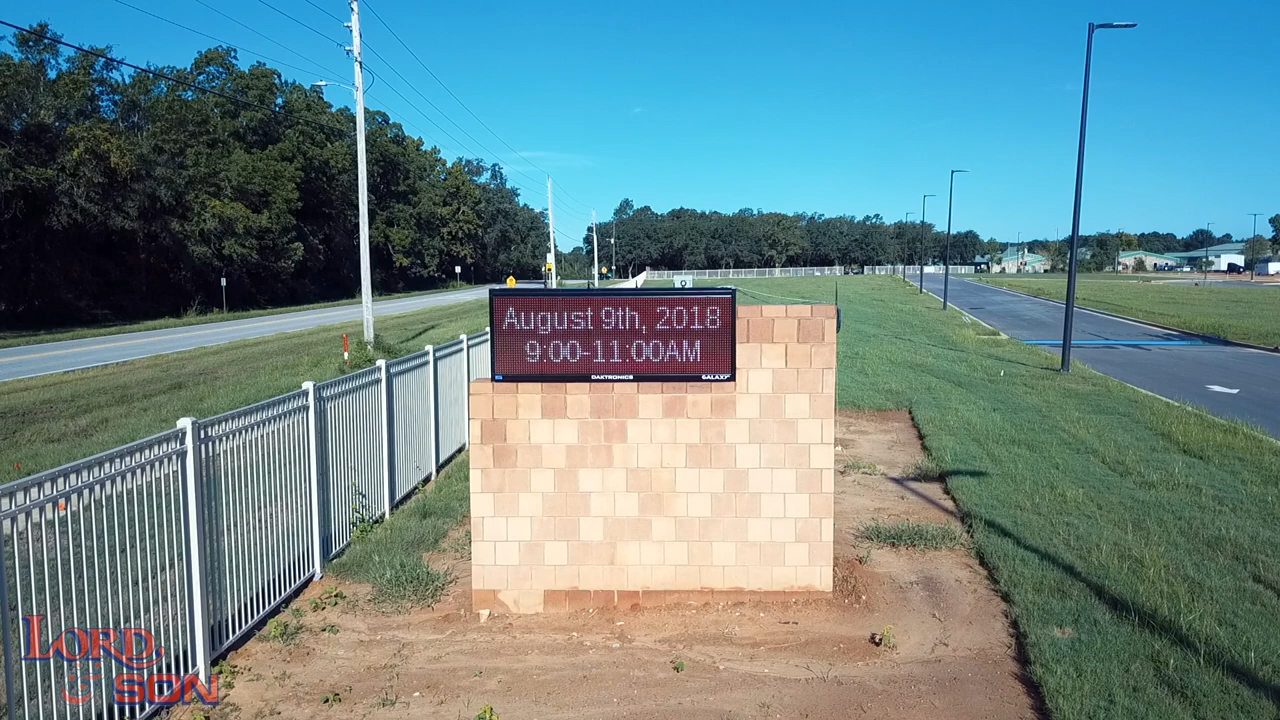 August 9th, 2018
9:00-11:00AM
DAKTRONICS GALAXY
LORD
& SON